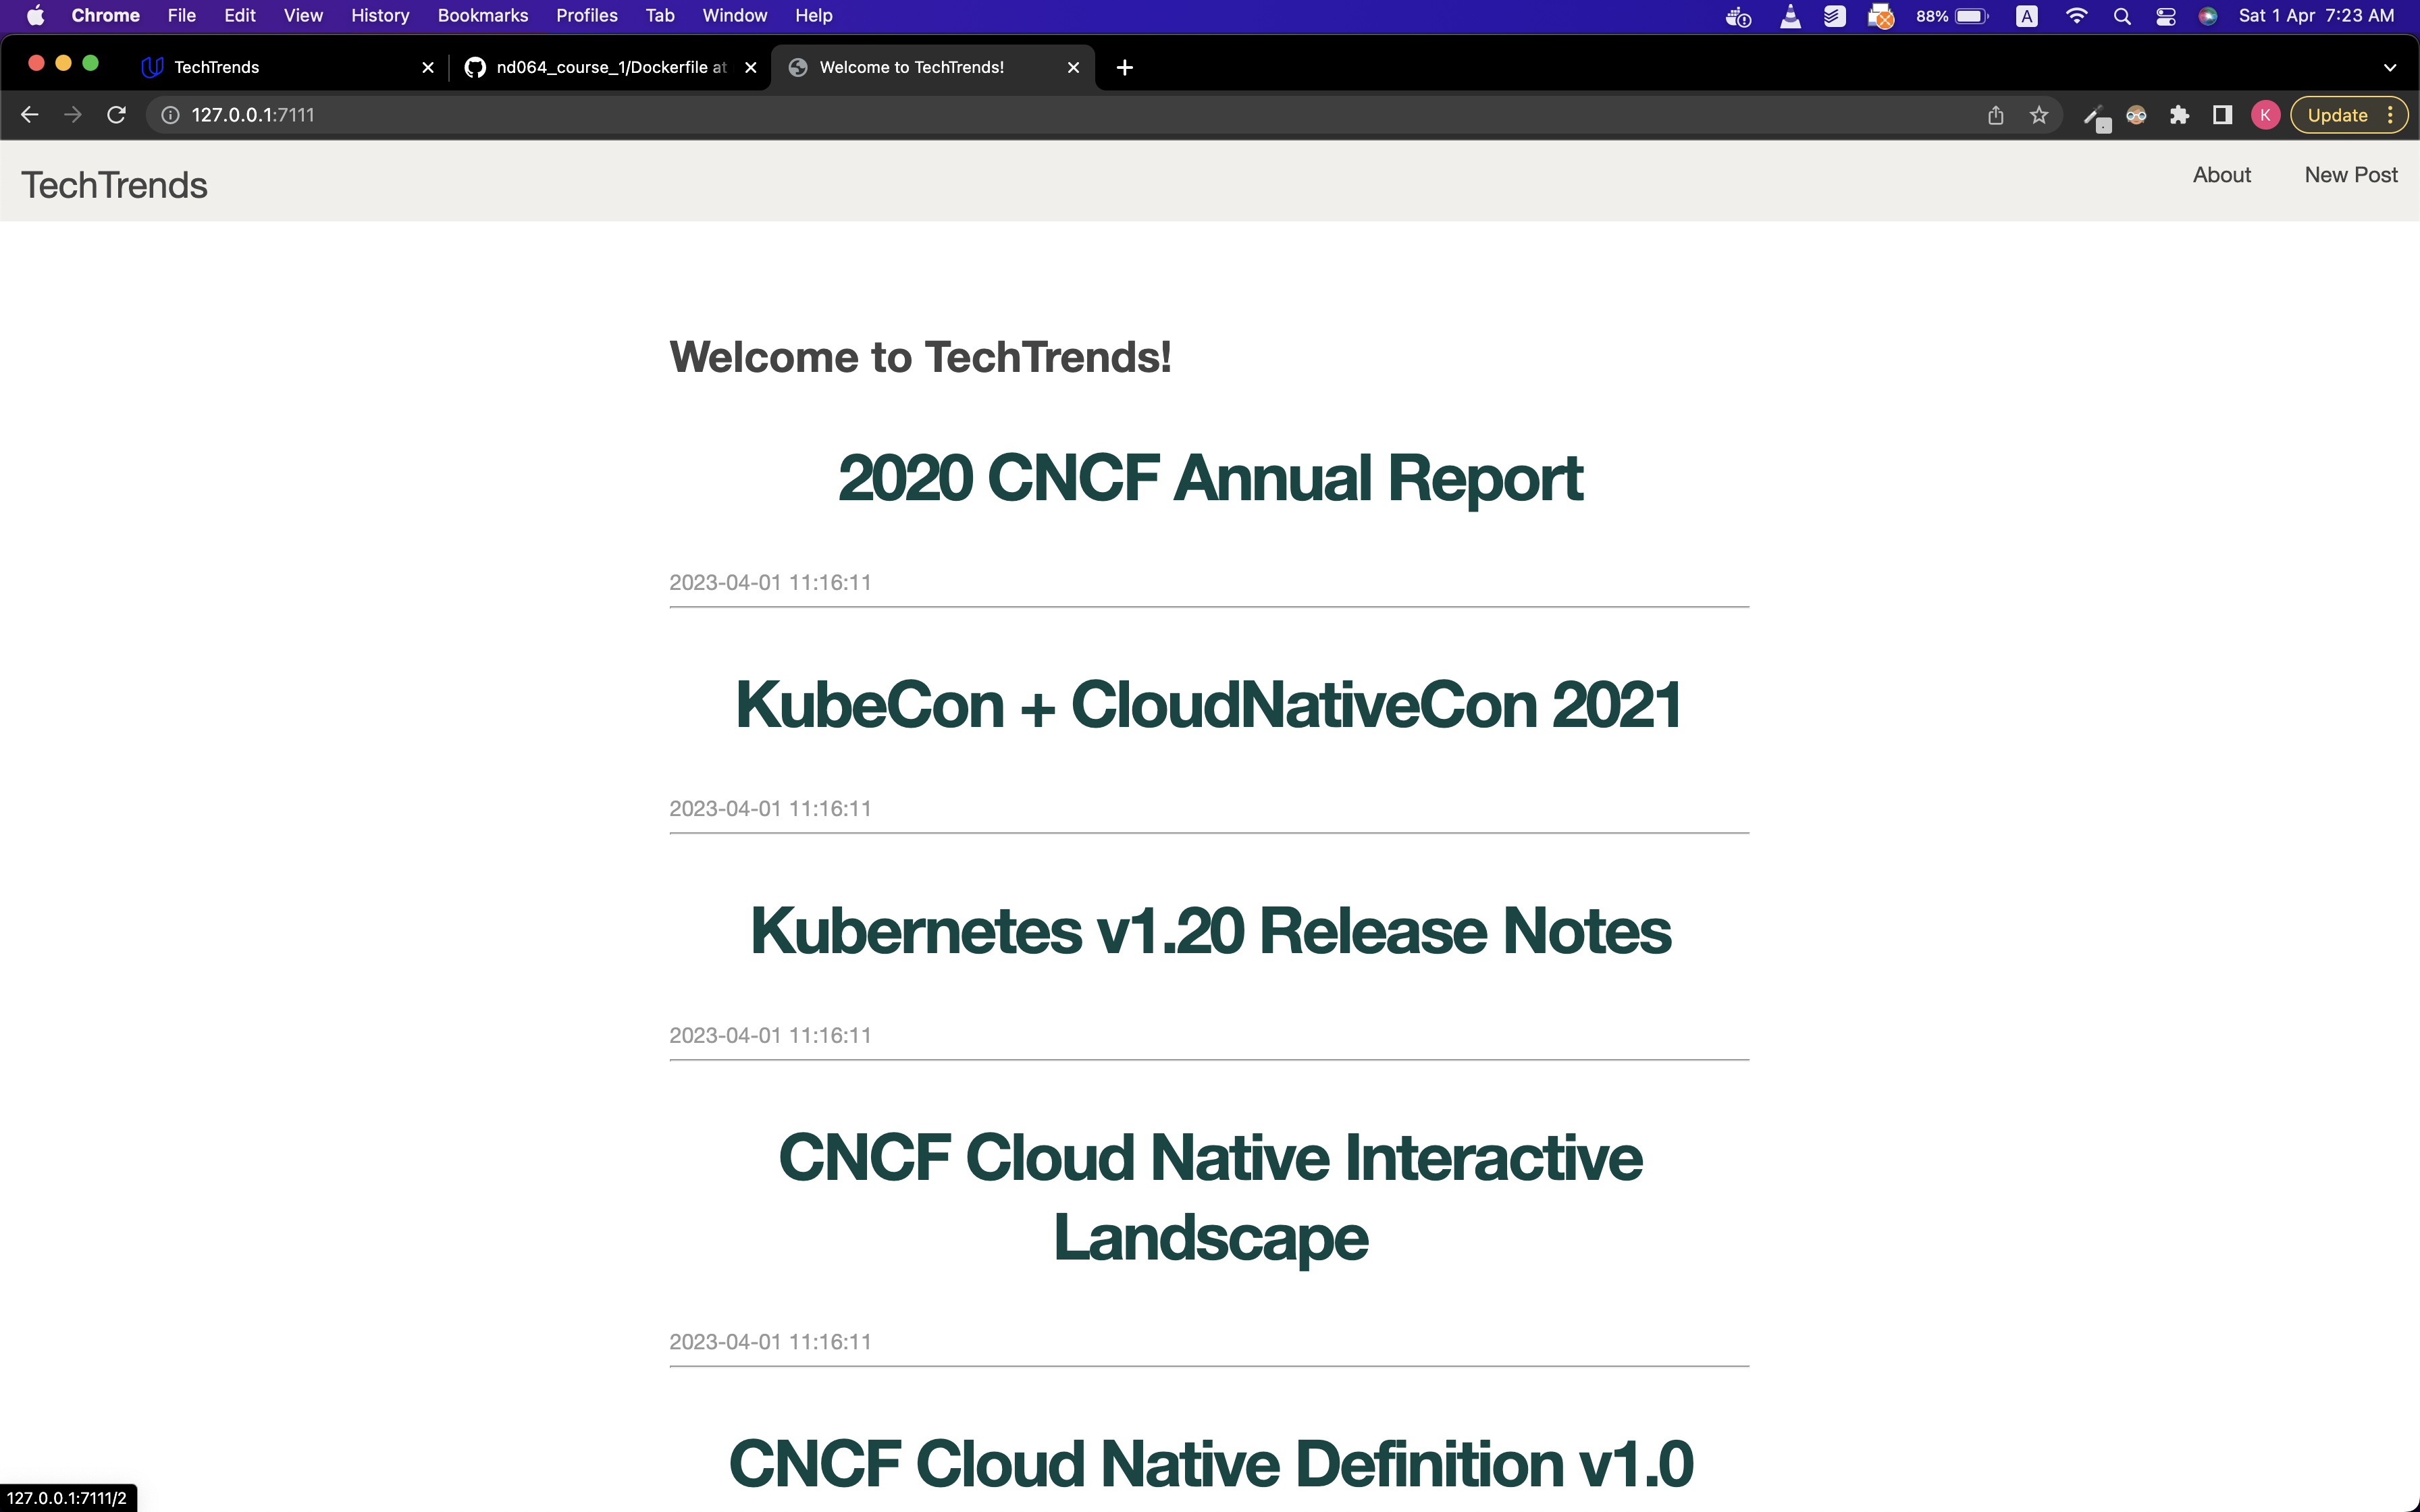 Chrome File Edit View History Bookmarks Profiles Tab Window Help 88% A Sat 1 Apr 7:23 AM
TechTrends nd064_course_1/Dockerfile at Welcome to TechTrends!
127.0.0.1:7111 K Update
TechTrends About New Post
Welcome to TechTrends!
2020 CNCF Annual Report
2023-04-01 11:16:11
KubeCon + CloudNativeCon 2021
2023-04-01 11:16:11
Kubernetes v1.20 Release Notes
2023-04-01 11:16:11
CNCF Cloud Native Interactive
Landscape
2023-04-01 11:16:11
CNCF Cloud Native Definition v1.0
127.0.0.1:7111/2